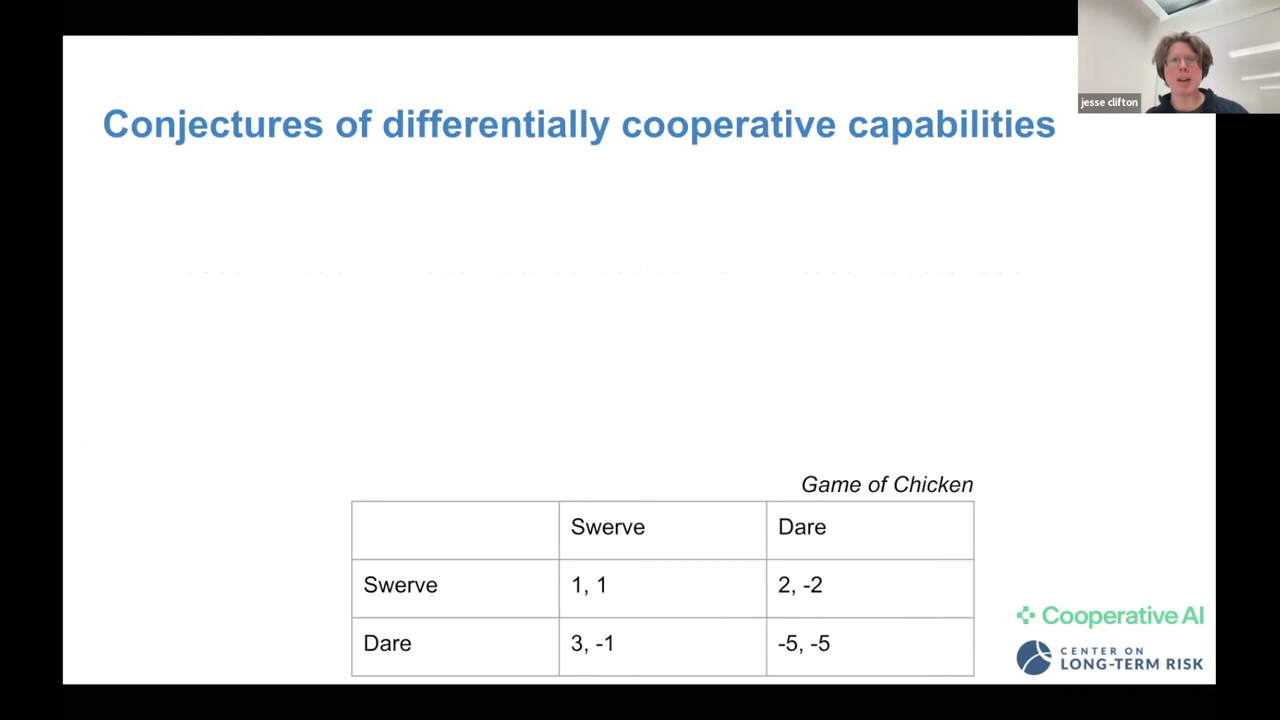 jesse clifton
Conjectures of differentially cooperative capabilities
Game of Chicken
Swerve Dare
Swerve 1, 1 2, -2
Dare 3, -1 -5, -5
Cooperative AI
CENTER ON
LONG-TERM RISK